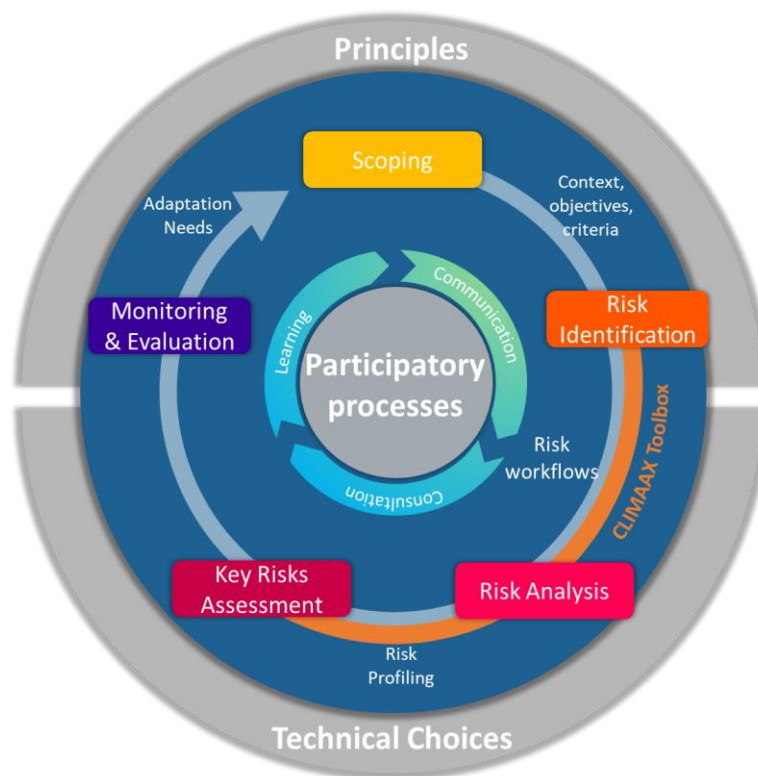 Principles
Scoping
Context,
objectives,
criteria
Adaptation
Needs
Risk
Identification
Monitoring
& Evaluation
Communication
Learning
Participatory
processes
Consultation
Risk
workflows
CLIMAAX Toolbox
Risk Analysis
Key Risks
Assessment
Risk
Profiling
Technical Choices